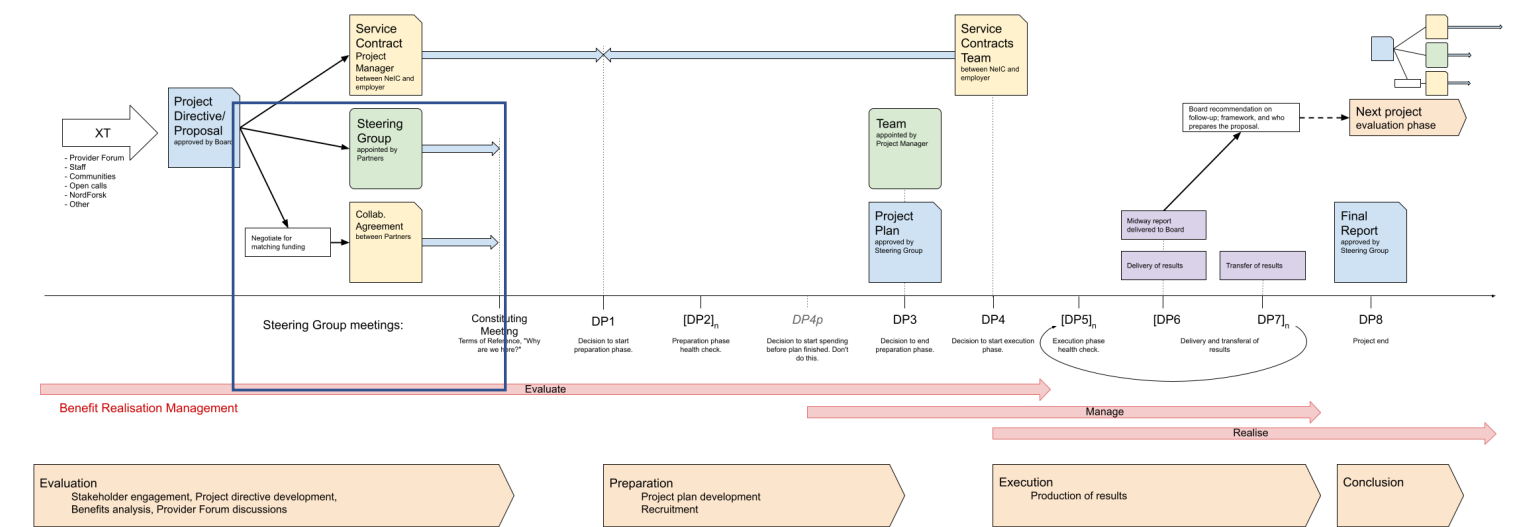 XT
- Provider Forum
- Staff
- Communities
- Open calls
- NordForsk
- Other
Project
Directive/
Proposal
approved by Board
Service
Contract
Project
Manager
between NeIC and
employer
Steering
Group
appointed by
Partners
Negotiate for
matching funding
Collab.
Agreement
between Partners
Team
appointed by
Project Manager
Project
Plan
approved by
Steering Group
Service
Contracts
Team
between NeIC and
employer
Board recommendation on
follow-up; framework, and who
prepares the proposal.
Next project
evaluation phase
Midway report
delivered to Board
Delivery of results
Transfer of results
Final
Report
approved by
Steering Group
Steering Group meetings:
Constituting
Meeting
Terms of Reference, "Why
are we here?"
DP1
Decision to start
preparation phase.
[DP2]n
Preparation phase
health check.
DP4p
Decision to start spending
before plan finished. Don't
do this.
DP3
Decision to end
preparation phase.
DP4
Decision to start execution
phase.
[DP5]n
Execution phase
health check.
[DP6
DP7]n
Delivery and transferal of
results
DP8
Project end
Evaluate
Benefit Realisation Management
Manage
Realise
Evaluation
Stakeholder engagement, Project directive development,
Benefits analysis, Provider Forum discussions
Preparation
Project plan development
Recruitment
Execution
Production of results
Conclusion